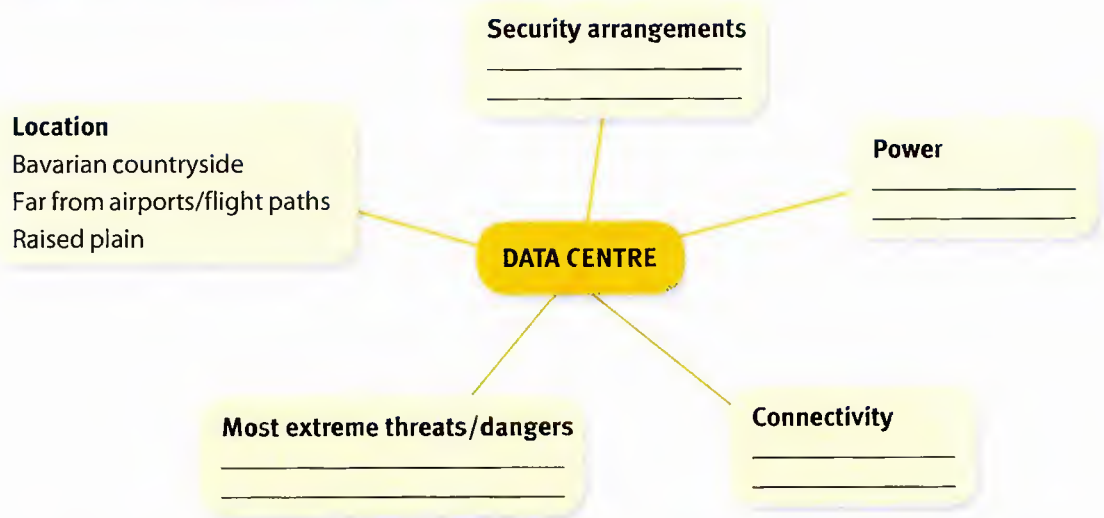 Security arrangements
Location
Bavarian countryside
Far from airports/flight paths
Raised plain
Power
DATA CENTRE
Most extreme threats/dangers
Connectivity